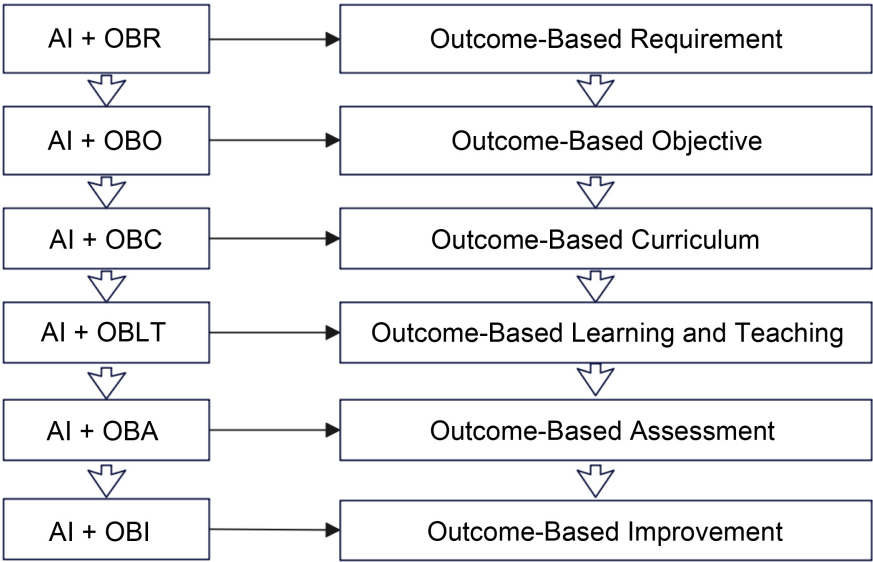 AI + OBR
Outcome-Based Requirement
AI + OBO
Outcome-Based Objective
AI + OBC
Outcome-Based Curriculum
AI + OBLT
Outcome-Based Learning and Teaching
AI + OBA
Outcome-Based Assessment
AI + OBI
Outcome-Based Improvement